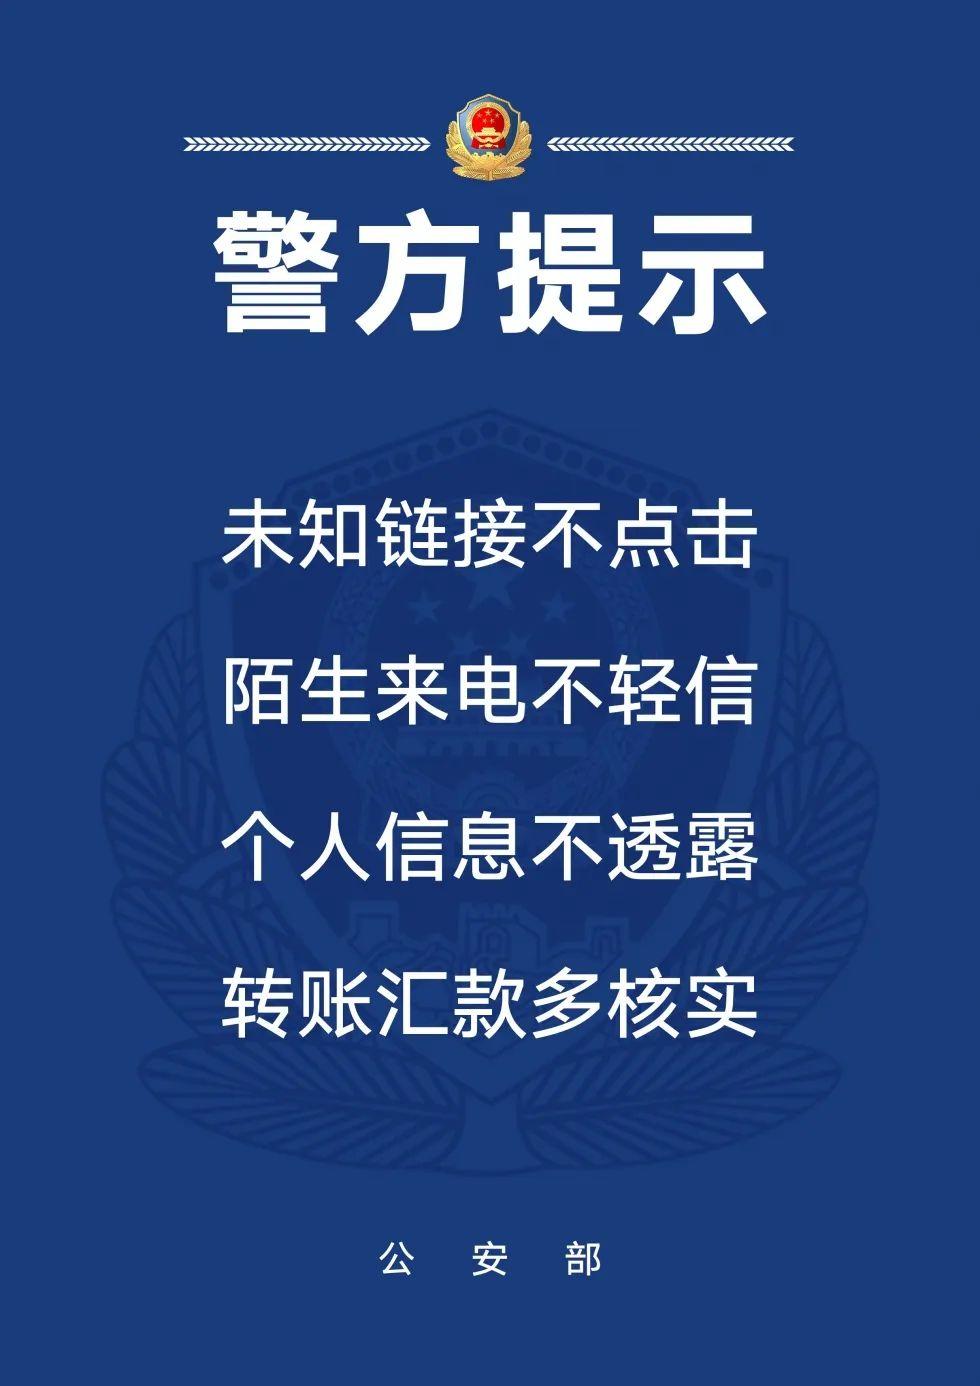 警方提示
未知链接不点击
陌生来电不轻信
个人信息不透露
转账汇款多核实
公安部